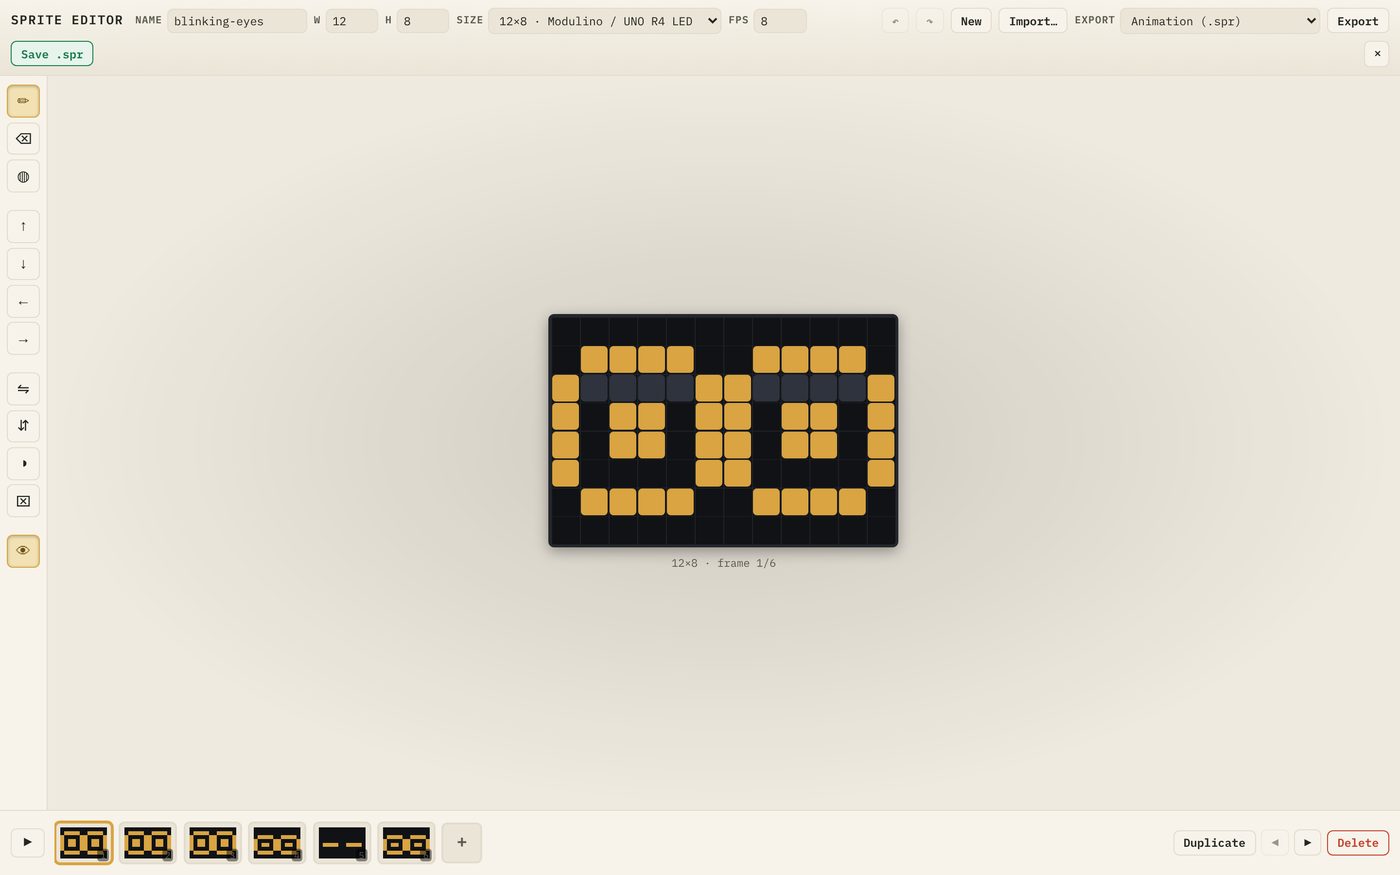 SPRITE EDITOR NAME blinking-eyes W 12 H 8 SIZE 12×8 · Modulino / UNO R4 LED FPS 8 New Import… EXPORT Animation (.spr) Export
Save .spr
12×8 · frame 1/6
Duplicate Delete